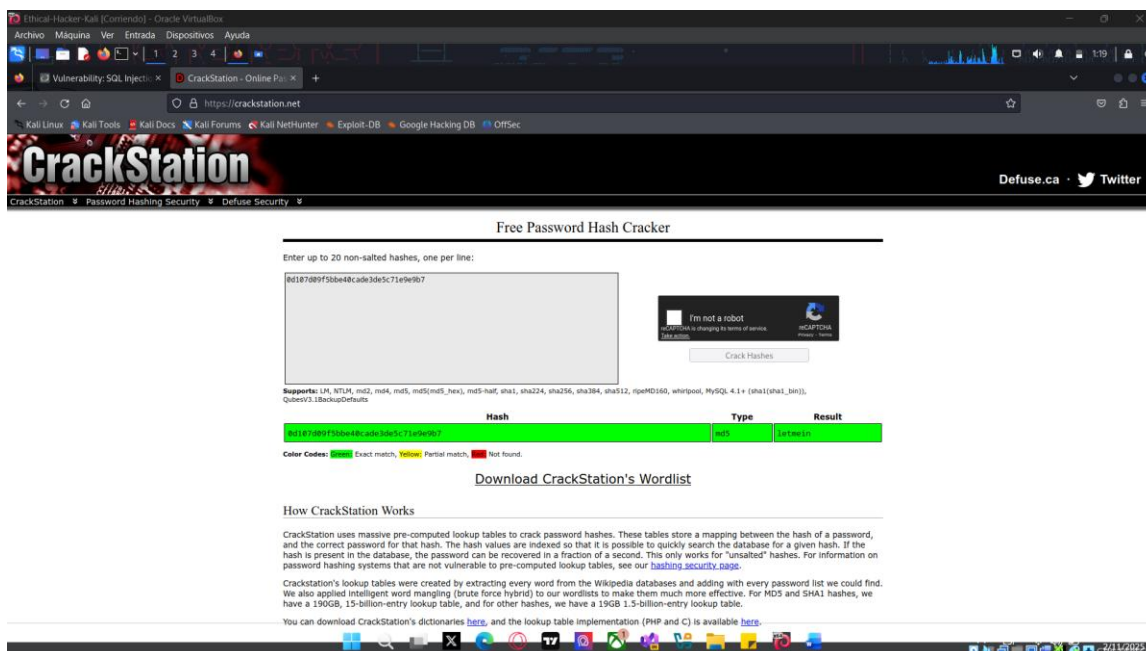 Ethical-Hacker-Kali [Corriendo] - Oracle VirtualBox
Archivo Máquina Ver Entrada Dispositivos Ayuda
1 2 3 4
1:19
Vulnerability: SQL Injectio
CrackStation - Online Pas
https://crackstation.net
Kali Linux Kali Tools Kali Docs Kali Forums Kali NetHunter Exploit-DB Google Hacking DB OffSec
CrackStation
Defuse.ca · Twitter
CrackStation Password Hashing Security Defuse Security
Free Password Hash Cracker
Enter up to 20 non-salted hashes, one per line:
0d107d09f5bbe40cade3de5c71e9e9b7
I'm not a robot
reCAPTCHA is changing its terms of service.
Take action.
reCAPTCHA
Privacy - Terms
Crack Hashes
Supports: LM, NTLM, md2, md4, md5, md5(md5_hex), md5-half, sha1, sha224, sha256, sha384, sha512, ripeMD160, whirlpool, MySQL 4.1+ (sha1(sha1_bin)),
QubesV3.1BackupDefaults
Hash Type Result
0d107d09f5bbe40cade3de5c71e9e9b7 md5 letmein
Color Codes: Green: Exact match, Yellow: Partial match, Red: Not found.
Download CrackStation's Wordlist
How CrackStation Works
CrackStation uses massive pre-computed lookup tables to crack password hashes. These tables store a mapping between the hash of a password,
and the correct password for that hash. The hash values are indexed so that it is possible to quickly search the database for a given hash. If the
hash is present in the database, the password can be recovered in a fraction of a second. This only works for "unsalted" hashes. For information on
password hashing systems that are not vulnerable to pre-computed lookup tables, see our hashing security page.
Crackstation's lookup tables were created by extracting every word from the Wikipedia databases and adding with every password list we could find.
We also applied intelligent word mangling (brute force hybrid) to our wordlists to make them much more effective. For MD5 and SHA1 hashes, we
have a 190GB, 15-billion-entry lookup table, and for other hashes, we have a 19GB 1.5-billion-entry lookup table.
You can download CrackStation's dictionaries here, and the lookup table implementation (PHP and C) is available here.